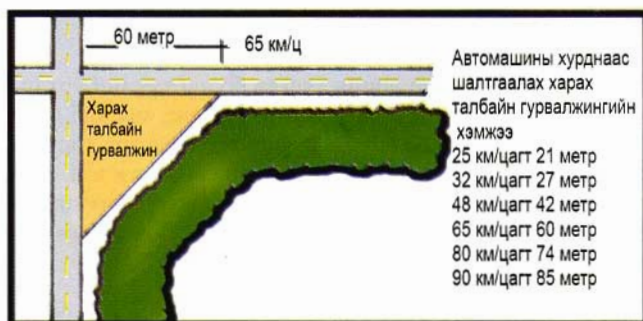 60 метр
65 км/ц
Харах
талбайн
гурвалжин
Автомашины хурднаас
шалтгаалах харах
талбайн гурвалжингийн
хэмжээ
25 км/цагт 21 метр
32 км/цагт 27 метр
48 км/цагт 42 метр
65 км/цагт 60 метр
80 км/цагт 74 метр
90 км/цагт 85 метр